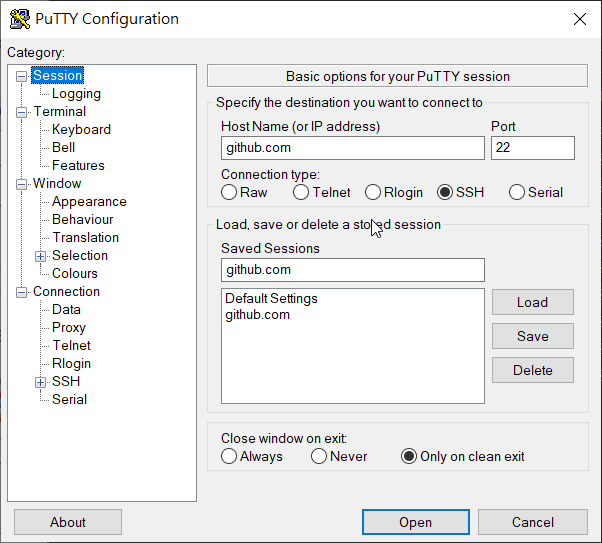 PuTTY Configuration
Category:
Session
Logging
Terminal
Keyboard
Bell
Features
Window
Appearance
Behaviour
Translation
Selection
Colours
Connection
Data
Proxy
Telnet
Rlogin
SSH
Serial
Basic options for your PuTTY session
Specify the destination you want to connect to
Host Name (or IP address) Port
github.com 22
Connection type:
Raw Telnet Rlogin SSH Serial
Load, save or delete a stored session
Saved Sessions
github.com
Default Settings
github.com
Load
Save
Delete
Close window on exit:
Always Never Only on clean exit
About Open Cancel